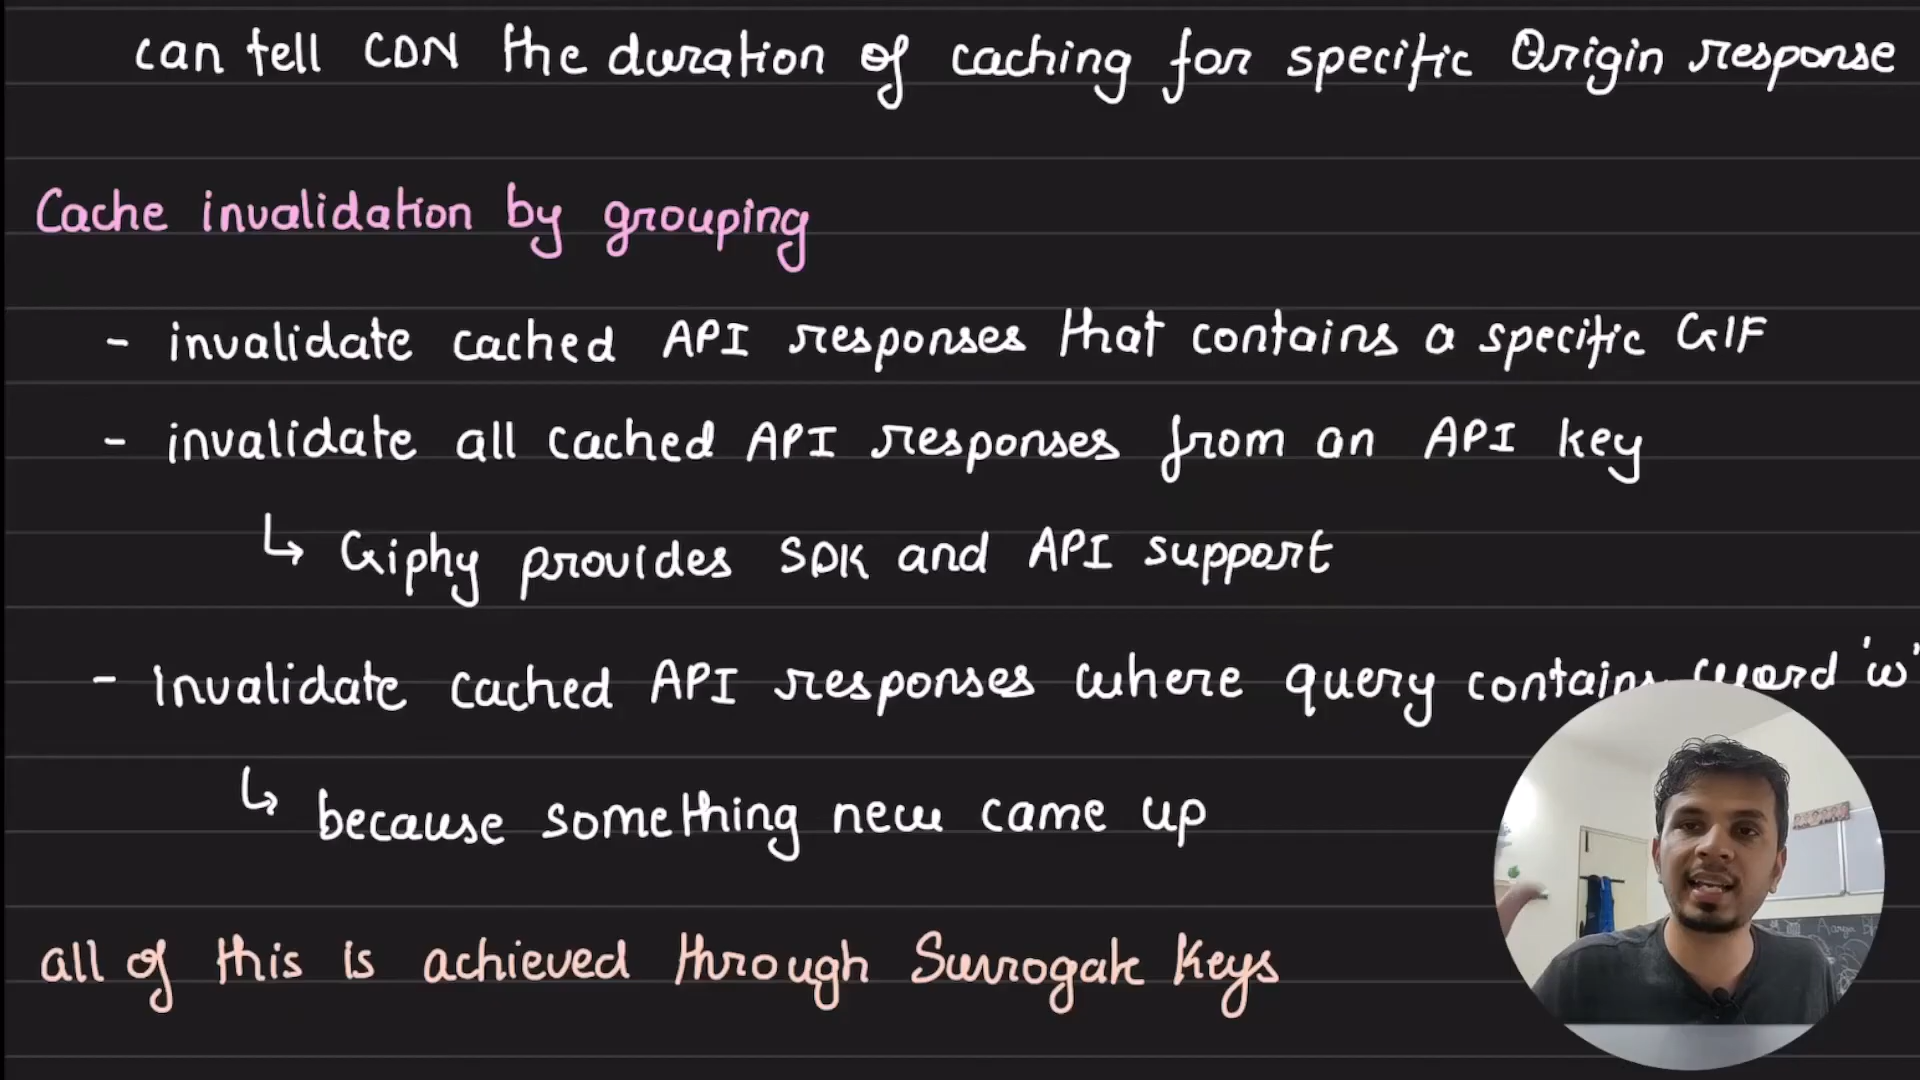 can tell CDN the duration of caching for specific Origin response
Cache invalidation by grouping
- invalidate cached API responses that contains a specific GIF
- invalidate all cached API responses from an API key
↳ Giphy provides SDK and API support
- Invalidate cached API responses where query contains word 'w'
↳ because something new came up
all of this is achieved through Surrogate Keys